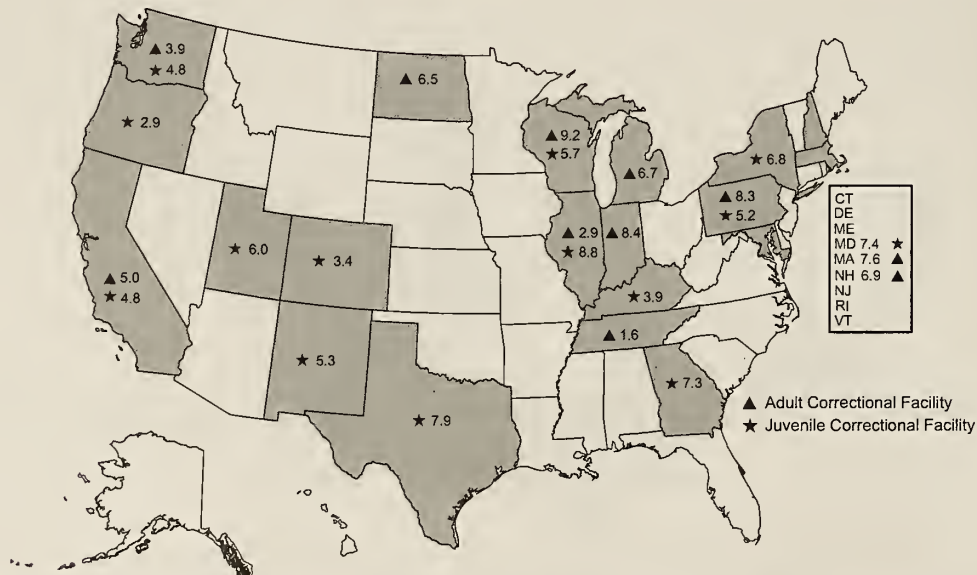 ▲ 3.9
★ 4.8
★ 2.9
▲ 5.0
★ 4.8
★ 6.0
★ 3.4
★ 5.3
★ 7.9
▲ 6.5
▲ 9.2
★ 5.7
▲ 6.7
▲ 2.9
★ 8.8
▲ 8.4
★ 3.9
▲ 1.6
★ 7.3
★ 6.8
▲ 8.3
★ 5.2
CT
DE
ME
MD 7.4 ★
MA 7.6 ▲
NH 6.9 ▲
NJ
RI
VT
▲ Adult Correctional Facility
★ Juvenile Correctional Facility